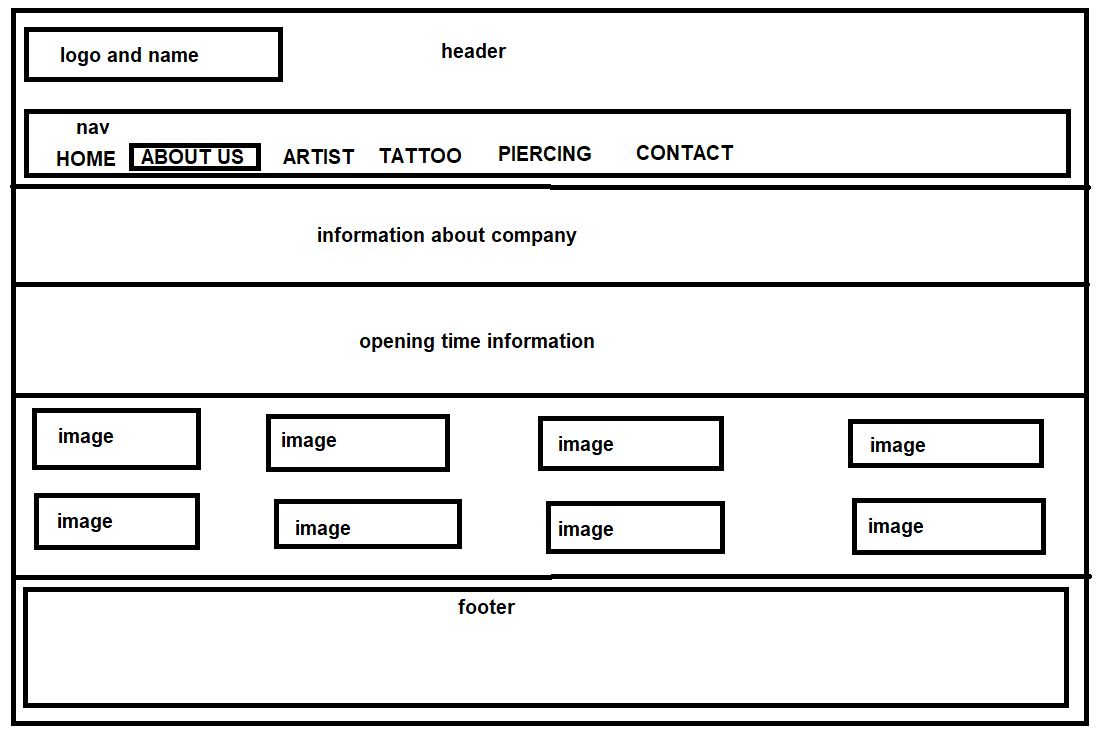 logo and name
header
nav
HOME ABOUT US ARTIST TATTOO PIERCING CONTACT
information about company
opening time information
image image image image
image image image image
footer